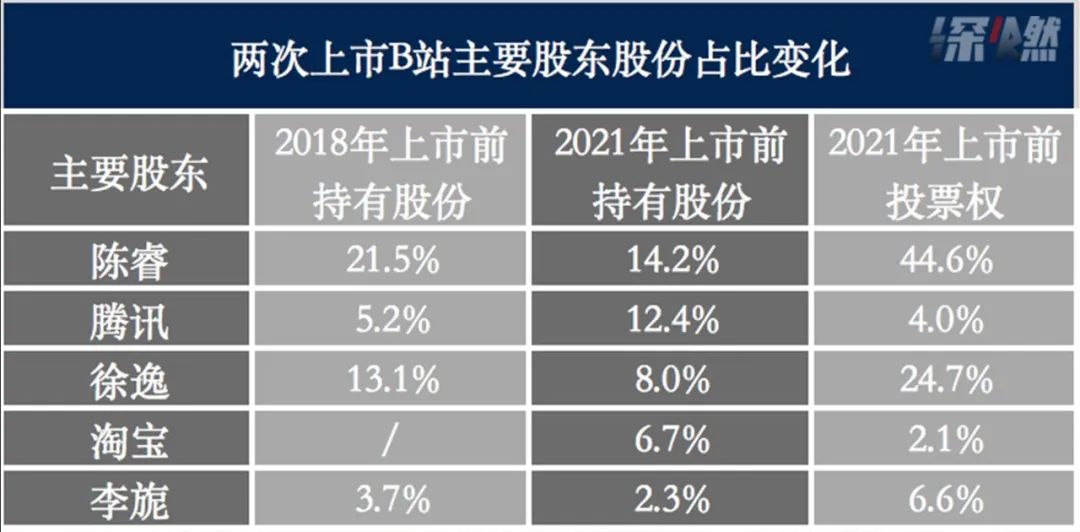 深燃
两次上市B站主要股东股份占比变化
主要股东
2018年上市前
持有股份
2021年上市前
持有股份
2021年上市前
投票权
陈睿 21.5% 14.2% 44.6%
腾讯 5.2% 12.4% 4.0%
徐逸 13.1% 8.0% 24.7%
淘宝 / 6.7% 2.1%
李旎 3.7% 2.3% 6.6%